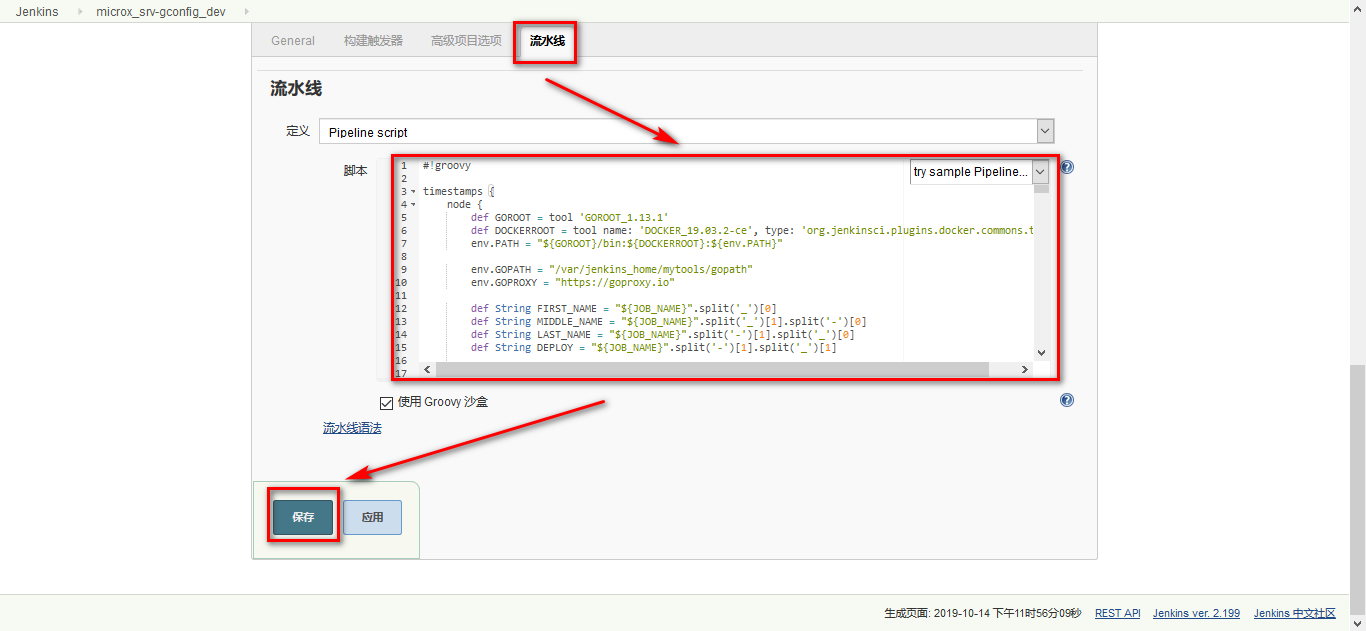 Jenkins microx_srv-gconfig_dev
General 构建触发器 高级项目选项 流水线
流水线
定义 Pipeline script
脚本
try sample Pipeline...
1 #!groovy
2
3 timestamps {
4 node {
5 def GOROOT = tool 'GOROOT_1.13.1'
6 def DOCKERROOT = tool name: 'DOCKER_19.03.2-ce', type: 'org.jenkinsci.plugins.docker.commons.t
7 env.PATH = "${GOROOT}/bin:${DOCKERROOT}:${env.PATH}"
8
9 env.GOPATH = "/var/jenkins_home/mytools/gopath"
10 env.GOPROXY = "https://goproxy.io"
11
12 def String FIRST_NAME = "${JOB_NAME}".split('_')[0]
13 def String MIDDLE_NAME = "${JOB_NAME}".split('_')[1].split('-')[0]
14 def String LAST_NAME = "${JOB_NAME}".split('-')[1].split('_')[0]
15 def String DEPLOY = "${JOB_NAME}".split('-')[1].split('_')[1]
16
17
使用 Groovy 沙盒
流水线语法
保存 应用
生成页面: 2019-10-14 下午11时56分09秒 REST API Jenkins ver. 2.199 Jenkins 中文社区